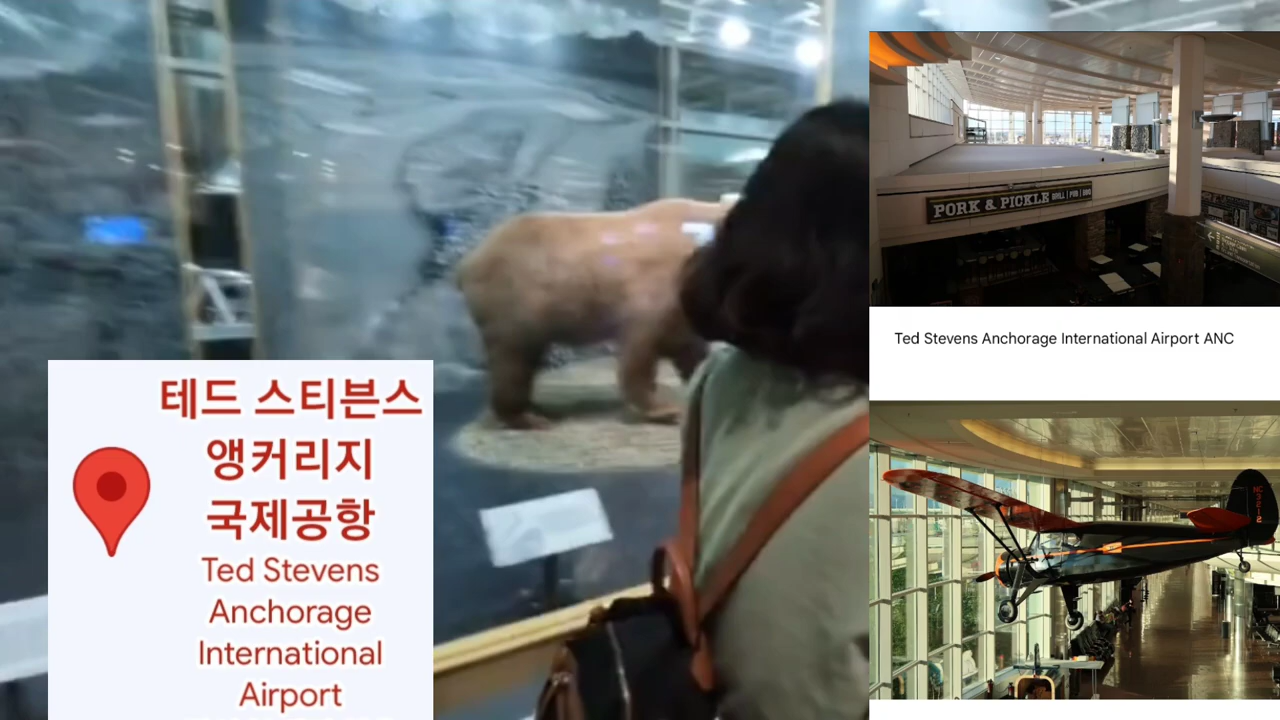 테드 스티븐스
앵커리지
국제공항
Ted Stevens
Anchorage
International
Airport
PORK & PICKLE
Ted Stevens Anchorage International Airport ANC